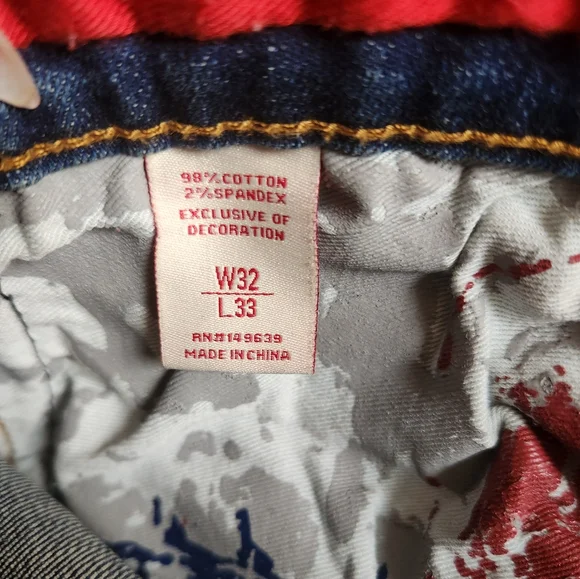 98%COTTON
2%SPANDEX
EXCLUSIVE OF
DECORATION
W32
L33
RN#149639
MADE IN CHINA